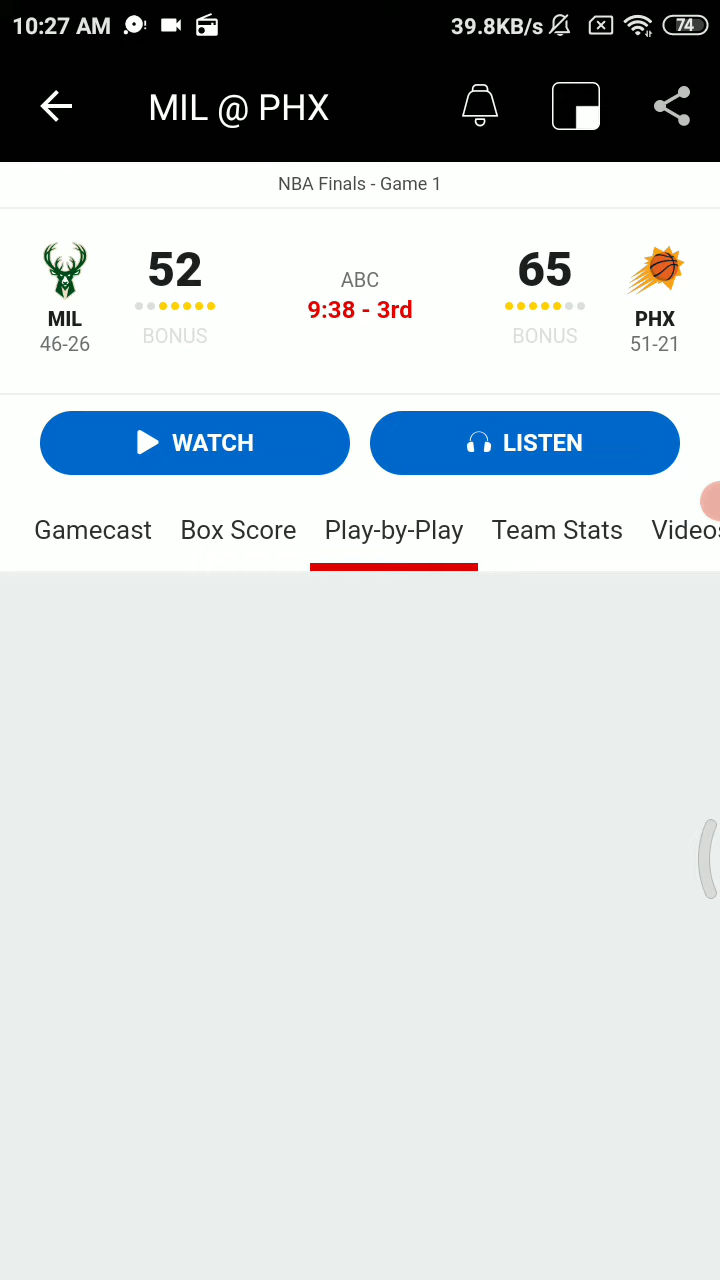 10:27 AM 39.8KB/s 74
MIL @ PHX
NBA Finals - Game 1
52 65
ABC
9:38 - 3rd
MIL BONUS BONUS PHX
46-26 51-21
WATCH LISTEN
Gamecast Box Score Play-by-Play Team Stats Videos